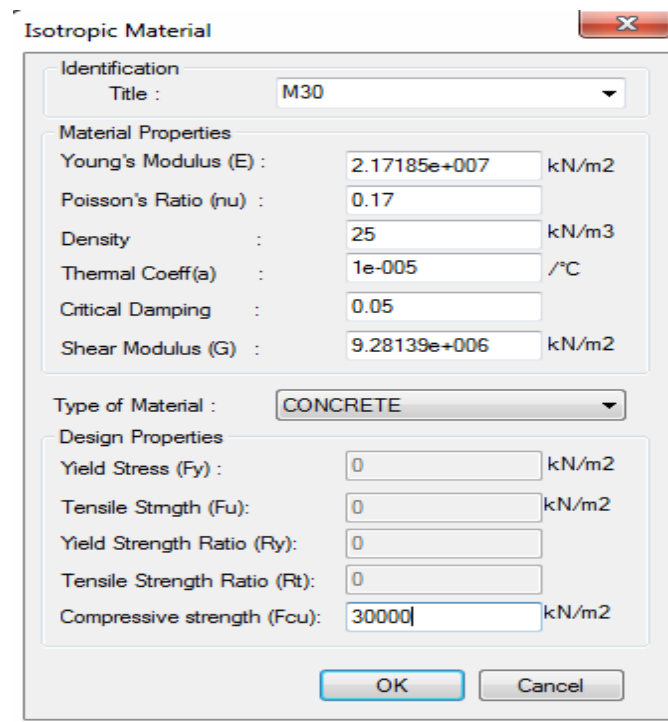 Isotropic Material
Identification
Title : M30
Material Properties
Young's Modulus (E) : 2.17185e+007 kN/m2
Poisson's Ratio (nu) : 0.17
Density : 25 kN/m3
Thermal Coeff(a) : 1e-005 /°C
Critical Damping : 0.05
Shear Modulus (G) : 9.28139e+006 kN/m2
Type of Material : CONCRETE
Design Properties
Yield Stress (Fy) : 0 kN/m2
Tensile Strngth (Fu): 0 kN/m2
Yield Strength Ratio (Ry): 0
Tensile Strength Ratio (Rt): 0
Compressive strength (Fcu): 30000 kN/m2
OK Cancel